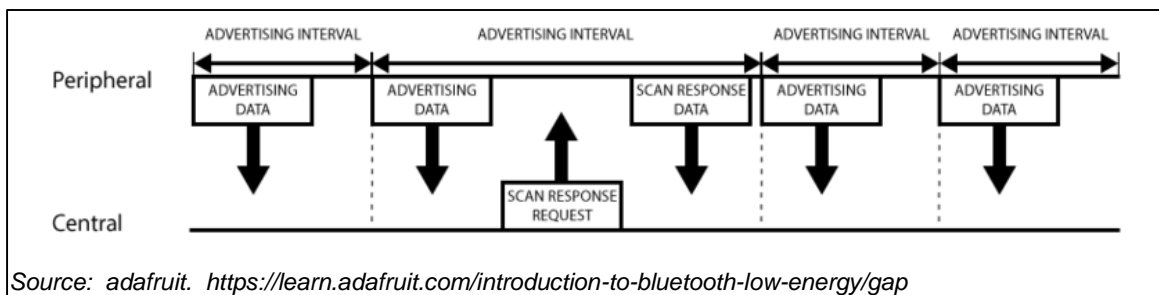 ADVERTISING INTERVAL ADVERTISING INTERVAL ADVERTISING INTERVAL ADVERTISING INTERVAL
Peripheral
ADVERTISING DATA
ADVERTISING DATA
SCAN RESPONSE DATA
ADVERTISING DATA
ADVERTISING DATA
SCAN RESPONSE REQUEST
Central
Source: adafruit. https://learn.adafruit.com/introduction-to-bluetooth-low-energy/gap